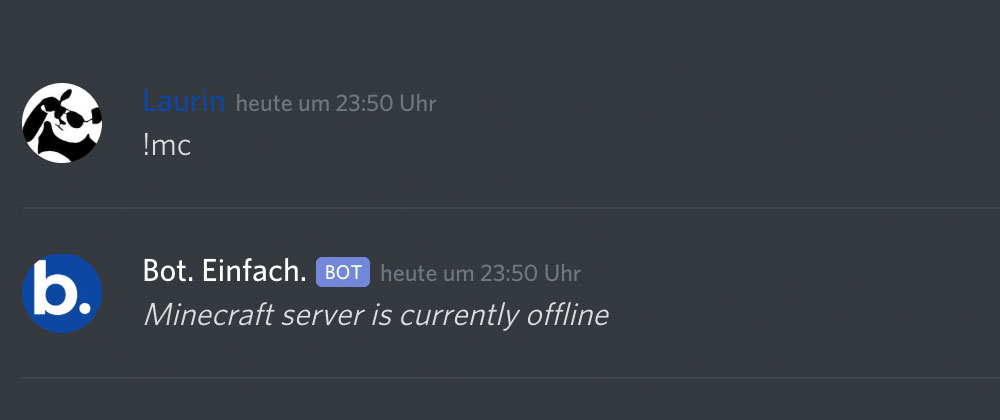 Laurin heute um 23:50 Uhr
!mc
b.
Bot. Einfach. BOT heute um 23:50 Uhr
Minecraft server is currently offline